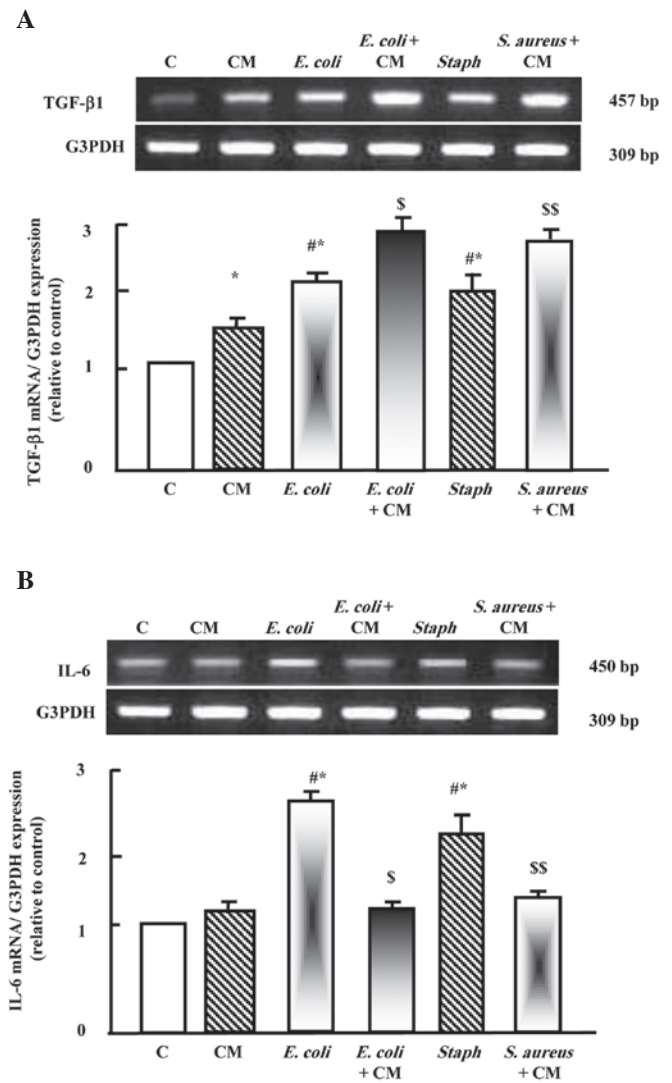 A
E. coli + S. aureus +
C CM E. coli CM Staph CM
TGF-β1 457 bp
G3PDH 309 bp
TGF-β1 mRNA/ G3PDH expression
(relative to control)
3
2
1
0
* #* $ #* $$
C CM E. coli E. coli Staph S. aureus
+ CM + CM
B
E. coli + S. aureus +
C CM E. coli CM Staph CM
IL-6 450 bp
G3PDH 309 bp
IL-6 mRNA/ G3PDH expression
(relative to control)
3
2
1
0
#* $ #* $$
C CM E. coli E. coli Staph S. aureus
+ CM + CM